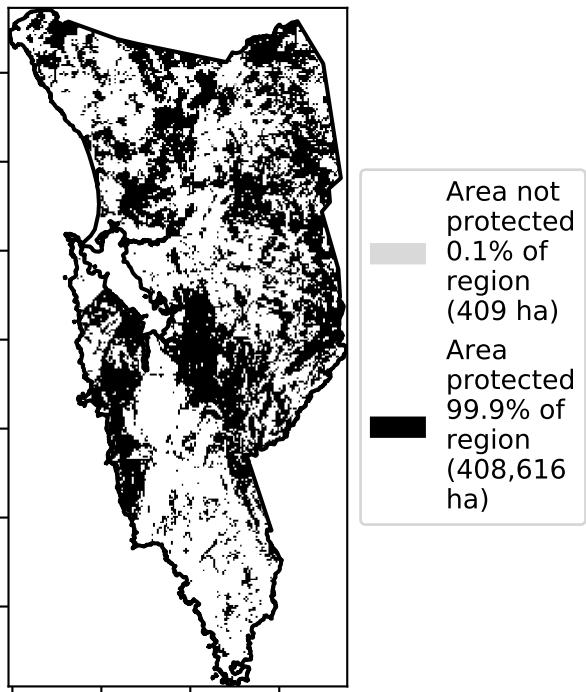 Area not
protected
0.1% of
region
(409 ha)
Area
protected
99.9% of
region
(408,616
ha)